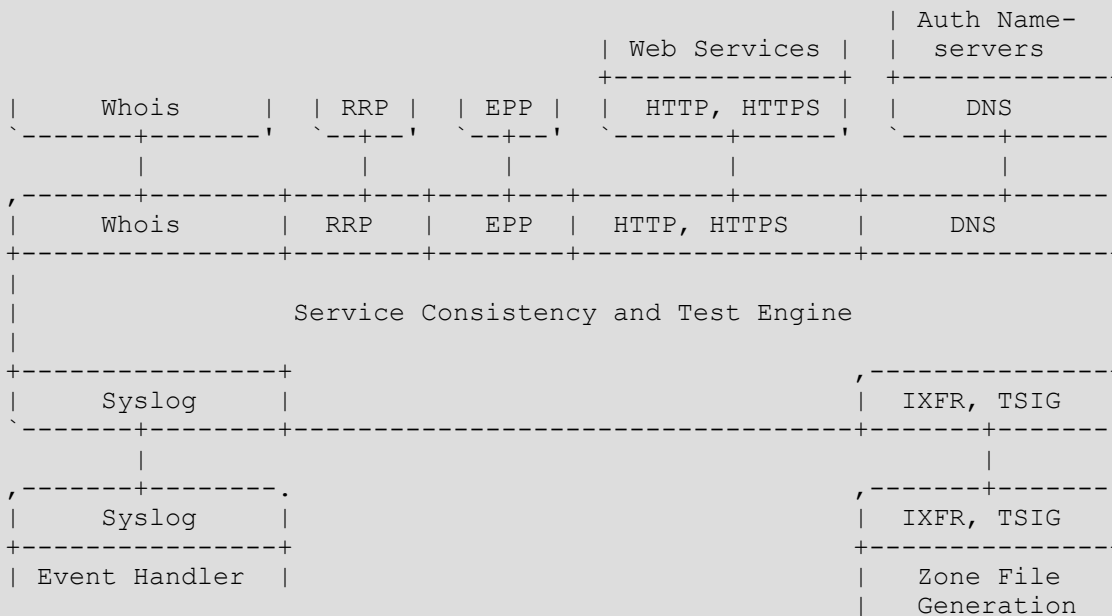 Auth Name-
Web Services servers
Whois RRP EPP HTTP, HTTPS DNS
Whois RRP EPP HTTP, HTTPS DNS
Service Consistency and Test Engine
Syslog IXFR, TSIG
Syslog IXFR, TSIG
Event Handler Zone File
Generation